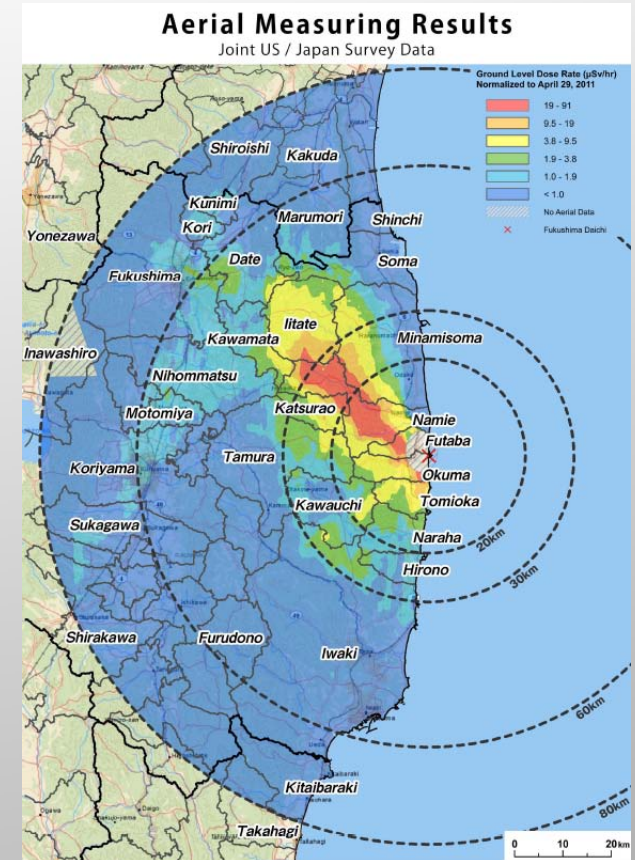 Aerial Measuring Results
Joint US / Japan Survey Data
Ground Level Dose Rate (µSv/hr)
Normalized to April 29, 2011
19 - 91
9.5 - 19
3.8 - 9.5
1.9 - 3.8
1.0 - 1.9
< 1.0
No Aerial Data
Fukushima Daiichi
Shiroishi
Kakuda
Kunimi
Marumori
Shinchi
Kori
Yonezawa
Date
Soma
Fukushima
Iitate
Kawamata
Minamisoma
Inawashiro
Nihommatsu
Katsurao
Motomiya
Namie
Futaba
Tamura
Koriyama
Okuma
Kawauchi
Tomioka
Sukagawa
Naraha
20km
Hirono
30km
Shirakawa
Furudono
Iwaki
60km
Kitaibaraki
80km
Takahagi
0 10 20km